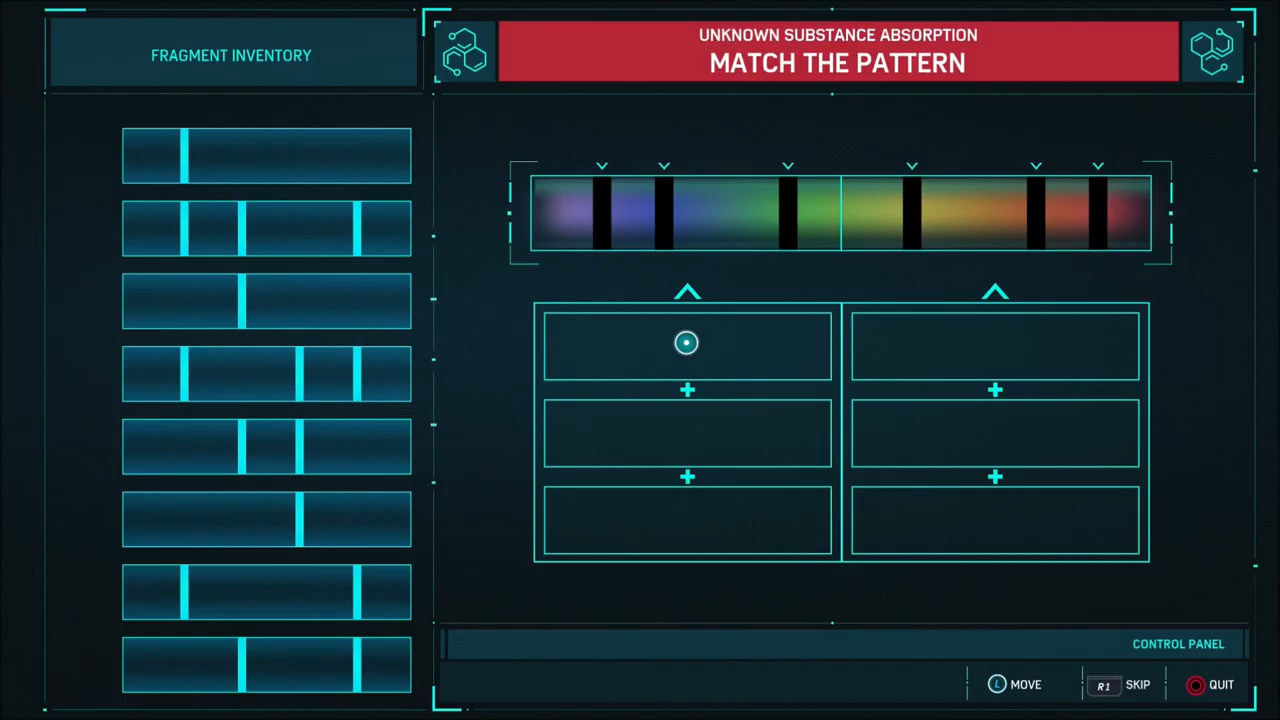 FRAGMENT INVENTORY
UNKNOWN SUBSTANCE ABSORPTION
MATCH THE PATTERN
CONTROL PANEL
L MOVE
R1 SKIP
QUIT